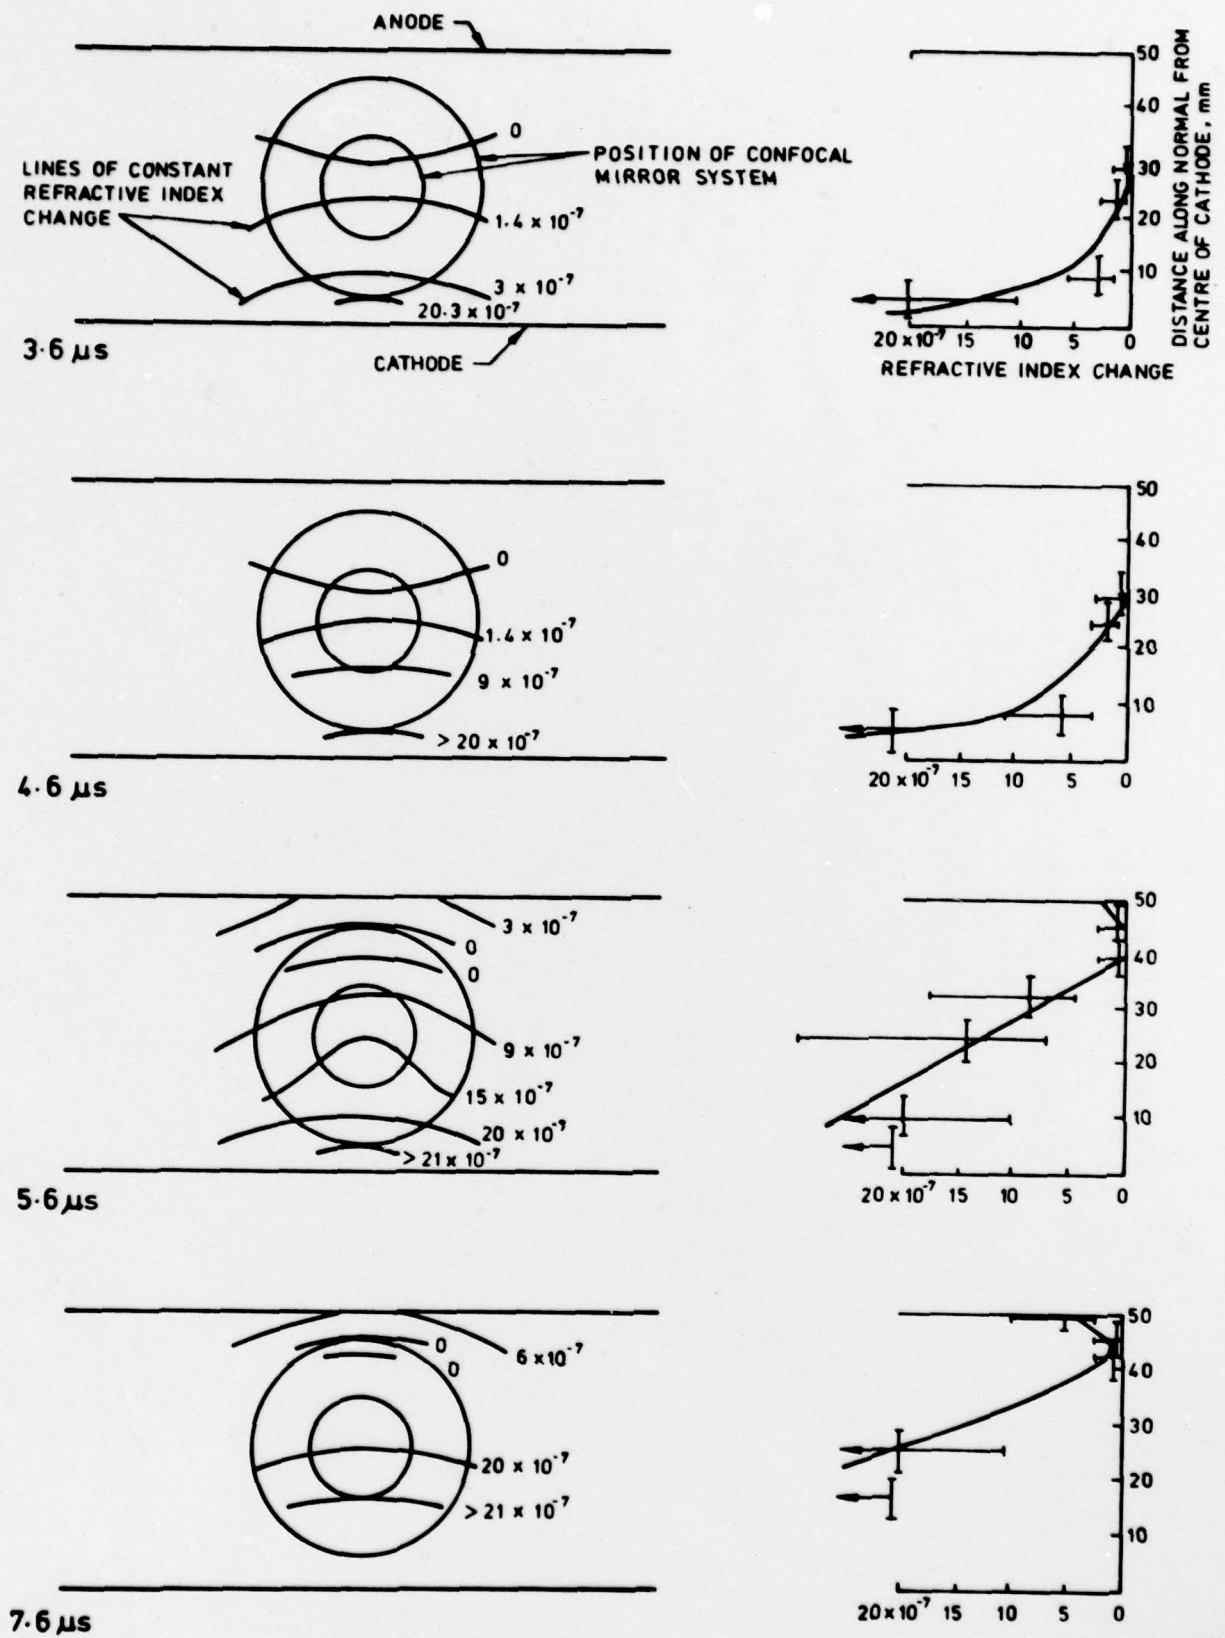 ANODE
0
LINES OF CONSTANT
REFRACTIVE INDEX
CHANGE
POSITION OF CONFOCAL
MIRROR SYSTEM
1.4 × 10⁻⁷
3 × 10⁻⁷
20·3 × 10⁻⁷
3·6 μs
CATHODE
50
40
30
20
10
20 × 10⁻⁷ 15 10 5 0
REFRACTIVE INDEX CHANGE
DISTANCE ALONG NORMAL FROM
CENTRE OF CATHODE, mm
0
1.4 × 10⁻⁷
9 × 10⁻⁷
> 20 × 10⁻⁷
4·6 μs
50
40
30
20
10
20 × 10⁻⁷ 15 10 5 0
3 × 10⁻⁷
0
0
9 × 10⁻⁷
15 × 10⁻⁷
20 × 10⁻⁷
> 21 × 10⁻⁷
5·6 μs
50
40
30
20
10
20 × 10⁻⁷ 15 10 5 0
0
6 × 10⁻⁷
0
20 × 10⁻⁷
> 21 × 10⁻⁷
7·6 μs
50
40
30
20
10
20 × 10⁻⁷ 15 10 5 0